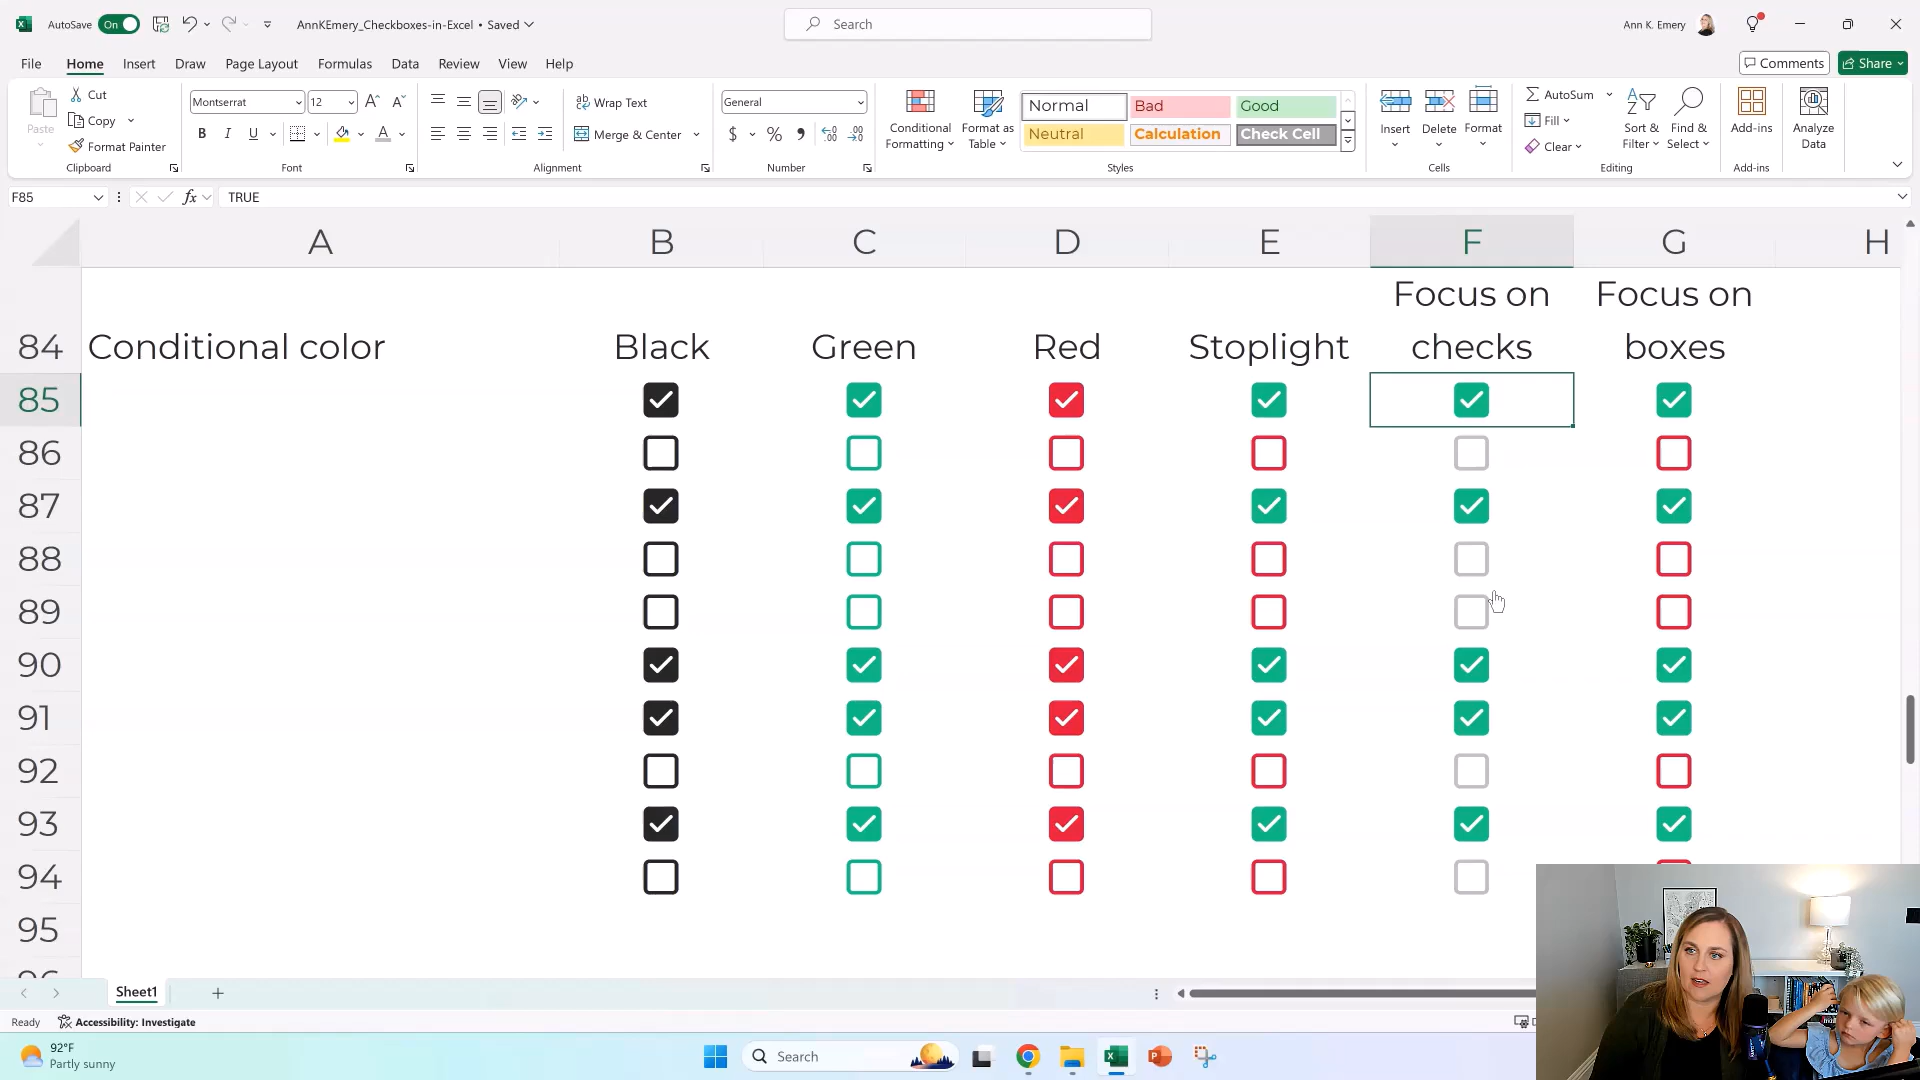 AutoSave On AnnKEmery_Checkboxes-in-Excel • Saved Search Ann K. Emery
File Home Insert Draw Page Layout Formulas Data Review View Help Comments Share
Paste Cut Copy Format Painter Clipboard
Montserrat 12 B I U A Font
ab Wrap Text Merge & Center Alignment
General $ % , Number
Conditional Formatting Format as Table Normal Bad Good
Neutral Calculation Check Cell Styles
Insert Delete Format Cells
AutoSum Fill Clear Sort & Filter Find & Select Editing
Add-ins Add-ins Analyze Data
F85 fx TRUE
A B C D E F G H
Focus on Focus on
84 Conditional color Black Green Red Stoplight checks boxes
85
86
87
88
89
90
91
92
93
94
95
Sheet1
Ready Accessibility: Investigate
92°F
Partly sunny
Search